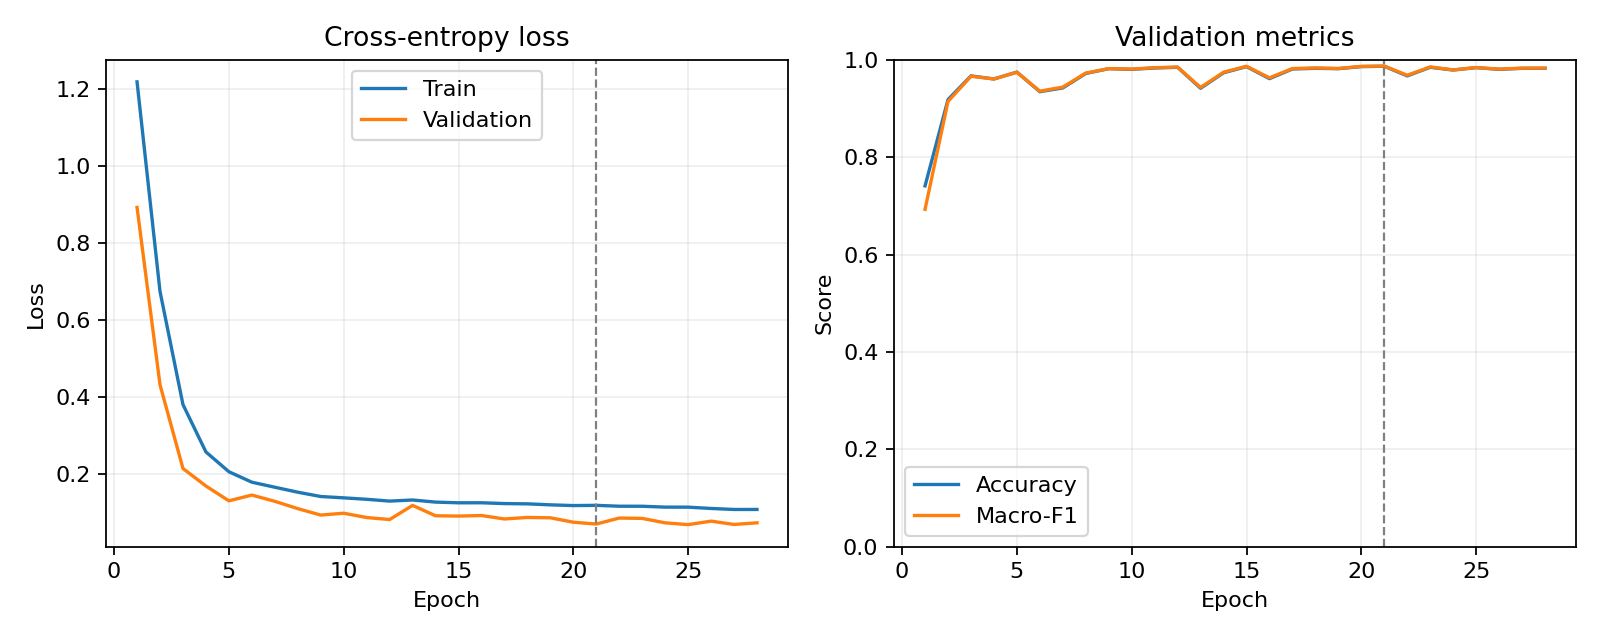 Cross-entropy loss
Train
Validation
1.2
1.0
0.8
0.6
0.4
0.2
Loss
0 5 10 15 20 25
Epoch
Validation metrics
1.0
0.8
0.6
0.4
0.2
0.0
Score
Accuracy
Macro-F1
0 5 10 15 20 25
Epoch